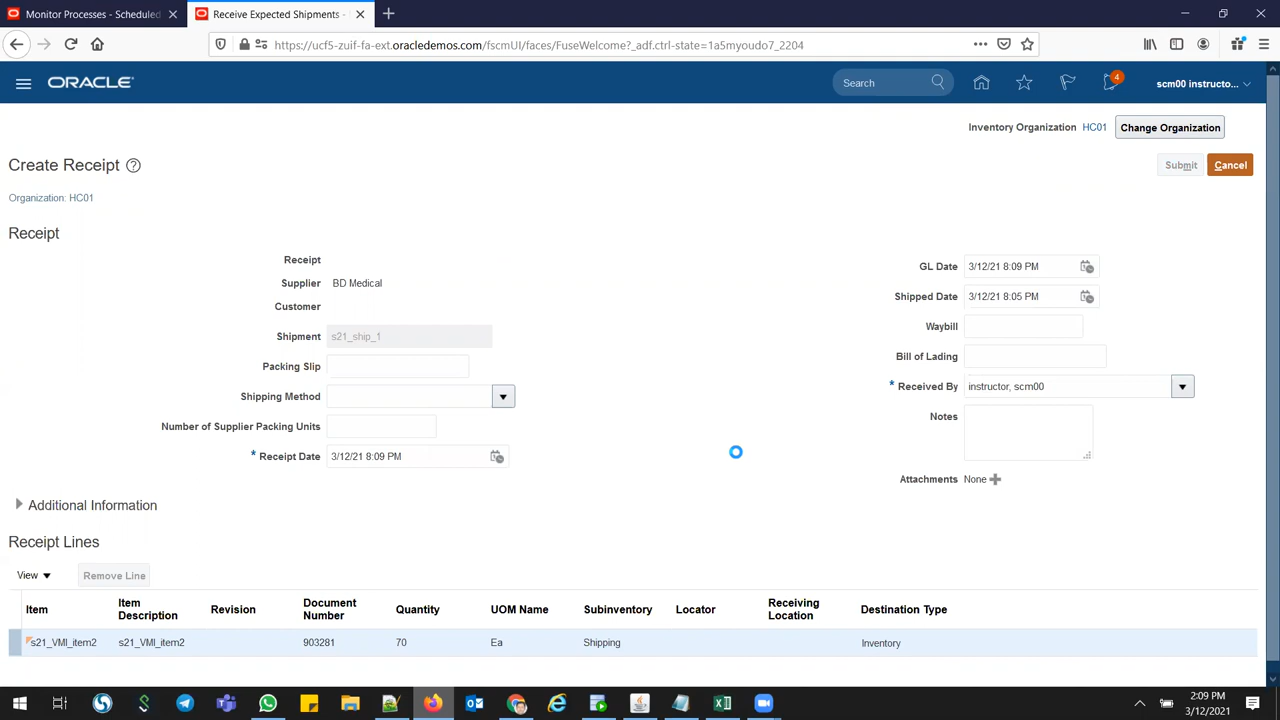 Monitor Processes - Scheduled
Receive Expected Shipments -
https://ucf5-zuif-fa-ext.oracledemos.com/fscmUI/faces/FuseWelcome?_adf.ctrl-state=1a5myoudo7_2204
ORACLE
Search
4
scm00 instructo...
Inventory Organization HC01 Change Organization
Create Receipt
Submit Cancel
Organization: HC01
Receipt
Receipt
Supplier BD Medical
Customer
Shipment s21_ship_1
Packing Slip
Shipping Method
Number of Supplier Packing Units
* Receipt Date 3/12/21 8:09 PM
GL Date 3/12/21 8:09 PM
Shipped Date 3/12/21 8:05 PM
Waybill
Bill of Lading
* Received By instructor, scm00
Notes
Attachments None
Additional Information
Receipt Lines
View Remove Line
Item Item Description Revision Document Number Quantity UOM Name Subinventory Locator Receiving Location Destination Type
s21_VMI_item2 s21_VMI_item2 903281 70 Ea Shipping Inventory
2:09 PM
3/12/2021